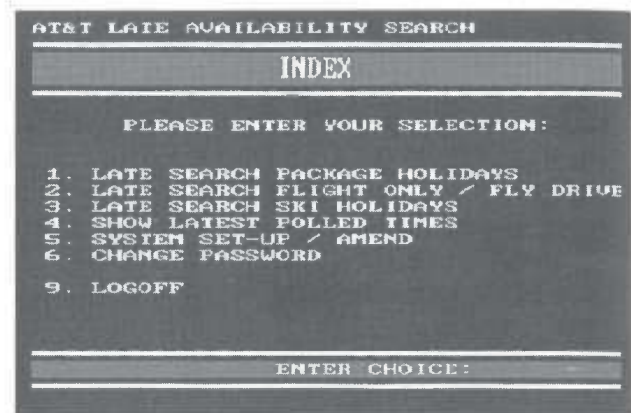 AT&T LATE AVAILABILITY SEARCH
INDEX
PLEASE ENTER YOUR SELECTION:
1. LATE SEARCH PACKAGE HOLIDAYS
2. LATE SEARCH FLIGHT ONLY / FLY DRIVE
3. LATE SEARCH SKI HOLIDAYS
4. SHOW LATEST POLLED TIMES
5. SYSTEM SET-UP / AMEND
6. CHANGE PASSWORD
9. LOGOFF
ENTER CHOICE: